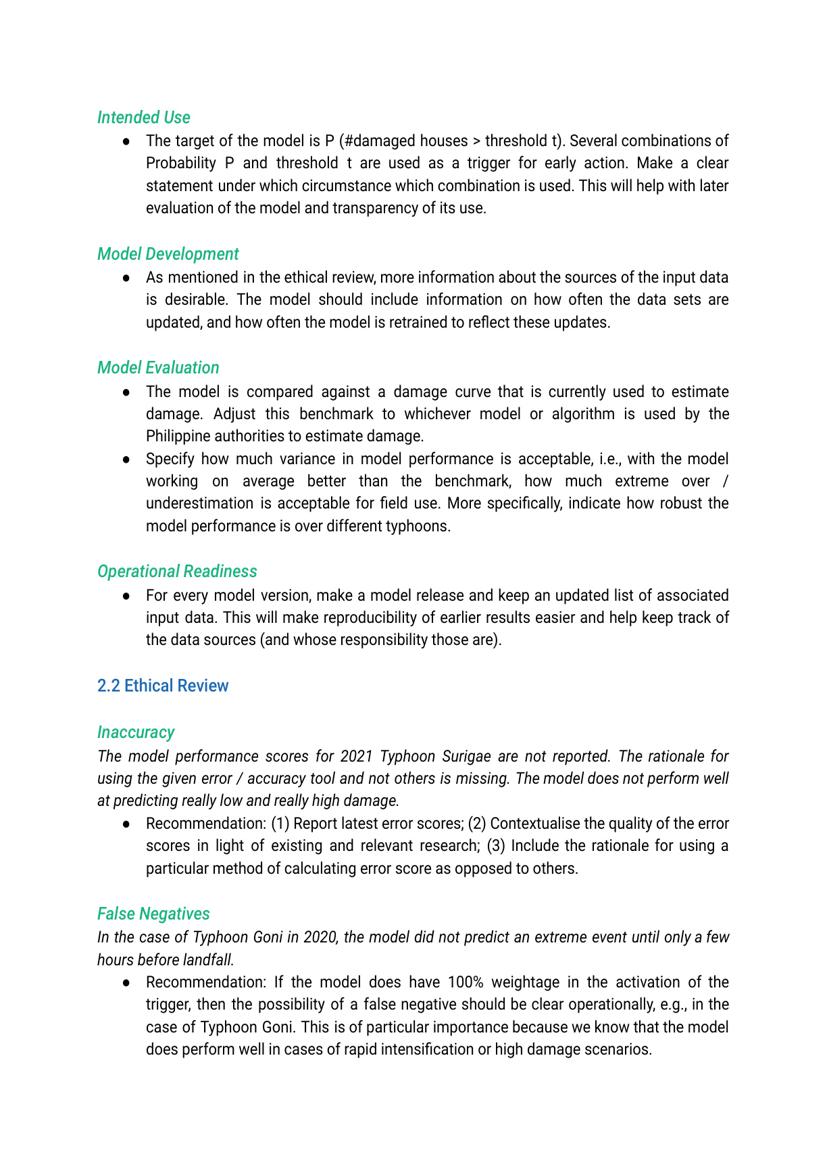 Intended Use
● The target of the model is P (#damaged houses > threshold t). Several combinations of
Probability P and threshold t are used as a trigger for early action. Make a clear
statement under which circumstance which combination is used. This will help with later
evaluation of the model and transparency of its use.
Model Development
● As mentioned in the ethical review, more information about the sources of the input data
is desirable. The model should include information on how often the data sets are
updated, and how often the model is retrained to reflect these updates.
Model Evaluation
● The model is compared against a damage curve that is currently used to estimate
damage. Adjust this benchmark to whichever model or algorithm is used by the
Philippine authorities to estimate damage.
● Specify how much variance in model performance is acceptable, i.e., with the model
working on average better than the benchmark, how much extreme over /
underestimation is acceptable for field use. More specifically, indicate how robust the
model performance is over different typhoons.
Operational Readiness
● For every model version, make a model release and keep an updated list of associated
input data. This will make reproducibility of earlier results easier and help keep track of
the data sources (and whose responsibility those are).
2.2 Ethical Review
Inaccuracy
The model performance scores for 2021 Typhoon Surigae are not reported. The rationale for
using the given error / accuracy tool and not others is missing. The model does not perform well
at predicting really low and really high damage.
● Recommendation: (1) Report latest error scores; (2) Contextualise the quality of the error
scores in light of existing and relevant research; (3) Include the rationale for using a
particular method of calculating error score as opposed to others.
False Negatives
In the case of Typhoon Goni in 2020, the model did not predict an extreme event until only a few
hours before landfall.
● Recommendation: If the model does have 100% weightage in the activation of the
trigger, then the possibility of a false negative should be clear operationally, e.g., in the
case of Typhoon Goni. This is of particular importance because we know that the model
does perform well in cases of rapid intensification or high damage scenarios.